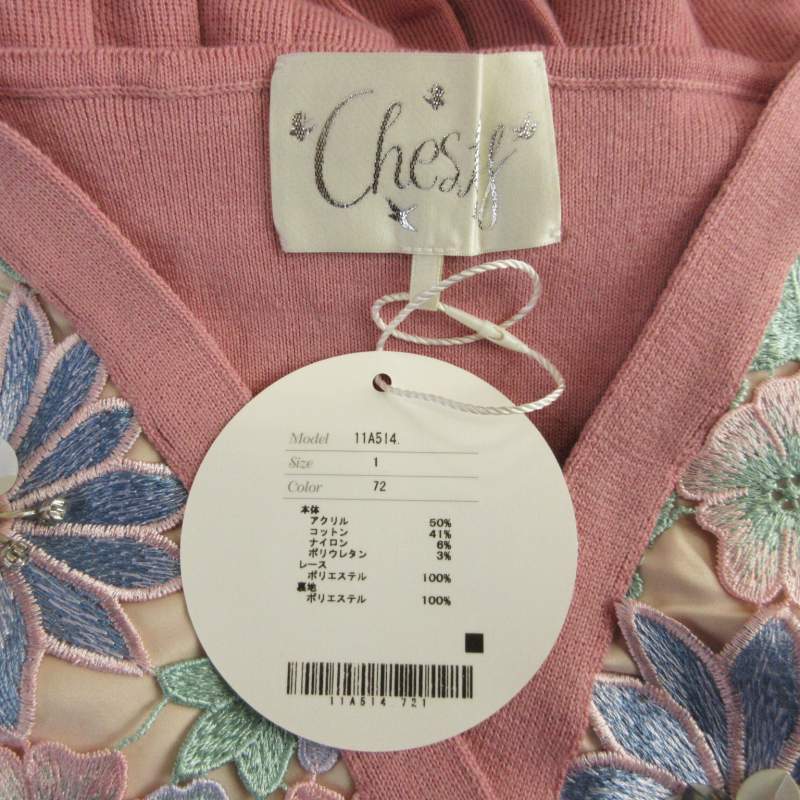 Chesty
Model 11A514.
Size 1
Color 72
本体
アクリル 50%
コットン 41%
ナイロン 6%
ポリウレタン 3%
レース
ポリエステル 100%
裏地
ポリエステル 100%
11A514 721